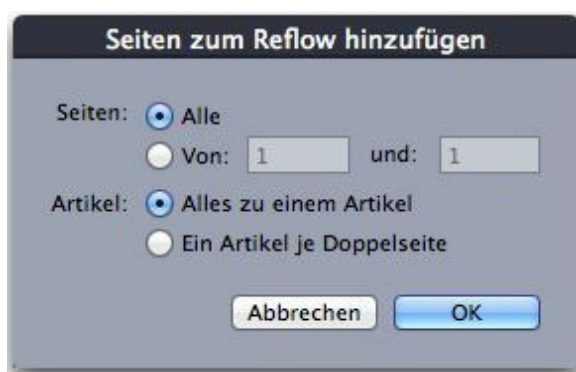 Seiten zum Reflow hinzufügen
Seiten: Alle
Von: 1 und: 1
Artikel: Alles zu einem Artikel
Ein Artikel je Doppelseite
Abbrechen OK